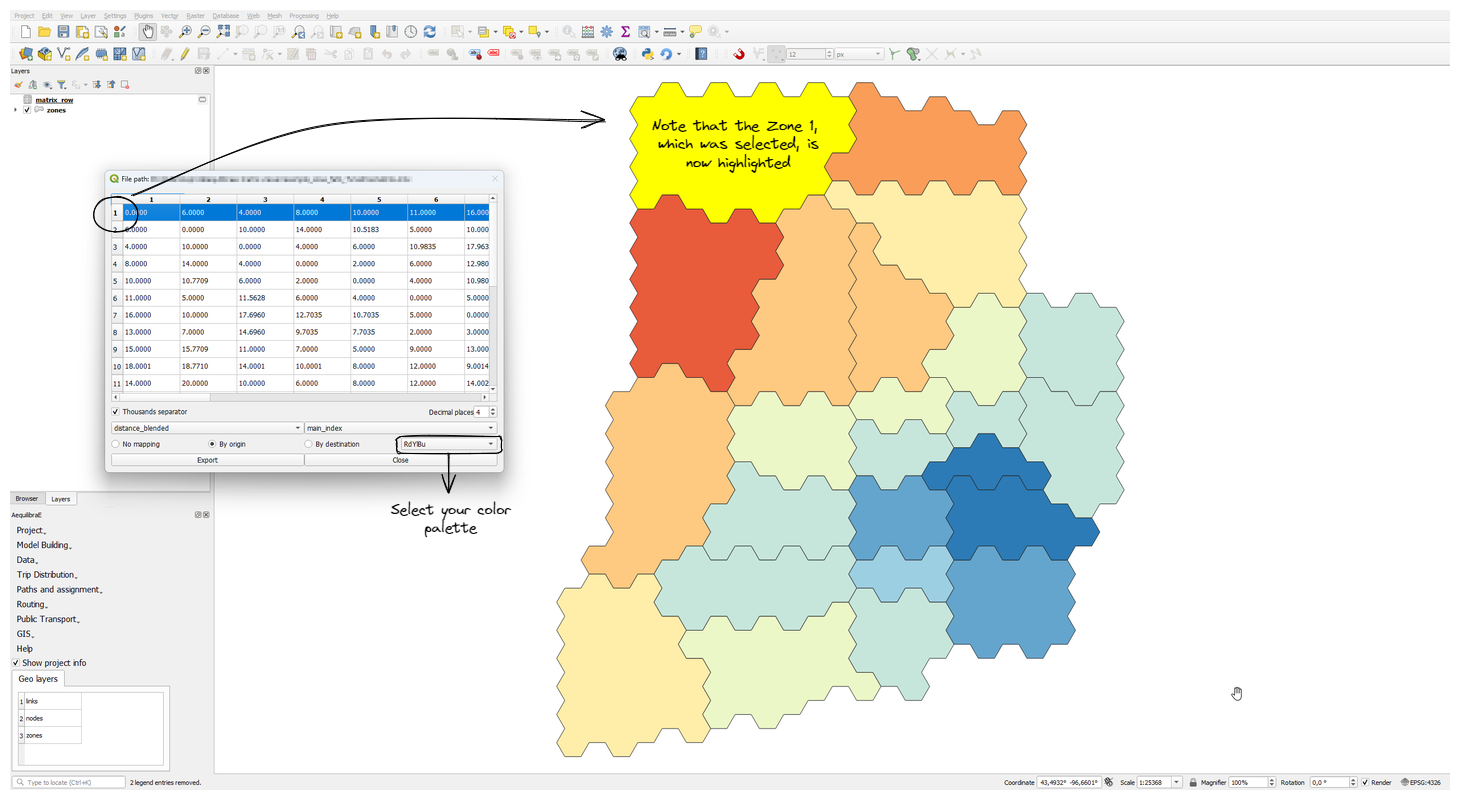 Project Edit View Layer Settings Plugins Vector Raster Database Web Mesh Processing Help
12 px
Layers
matrix_row
zones
Note that the Zone 1,
which was selected, is
now highlighted
File path:
1 2 3 4 5 6
1 0.0000 6.0000 4.0000 8.0000 10.0000 11.0000 16.000
2 0.0000 10.0000 14.0000 10.5183 5.0000 10.000
3 4.0000 10.0000 0.0000 4.0000 6.0000 10.9835 17.963
4 8.0000 14.0000 4.0000 0.0000 2.0000 6.0000 12.980
5 10.0000 10.7709 6.0000 2.0000 0.0000 4.0000 10.980
6 11.0000 5.0000 11.5628 6.0000 4.0000 0.0000 5.0000
7 16.0000 10.0000 17.6960 12.7035 10.7035 5.0000 0.0000
8 13.0000 7.0000 14.6960 9.7035 7.7035 2.0000 3.0000
9 15.0000 15.7709 11.0000 7.0000 5.0000 9.0000 13.000
10 18.0001 18.7710 14.0001 10.0001 8.0000 12.0000 9.0014
11 14.0000 20.0000 10.0000 6.0000 8.0000 12.0000 14.002
Thousands separator Decimal places 4
distance_blended main_index
No mapping By origin By destination RdYlBu
Export Close
Select your color
palette
Browser Layers
AequilibraE
Project
Model Building
Data
Trip Distribution
Paths and assignment
Routing
Public Transport
GIS
Help
Show project info
Geo layers
1 links
2 nodes
3 zones
Type to locate (Ctrl+K) 2 legend entries removed. Coordinate 43,4932° -96,6601° Scale 1:25368 Magnifier 100% Rotation 0,0 ° Render EPSG:4326